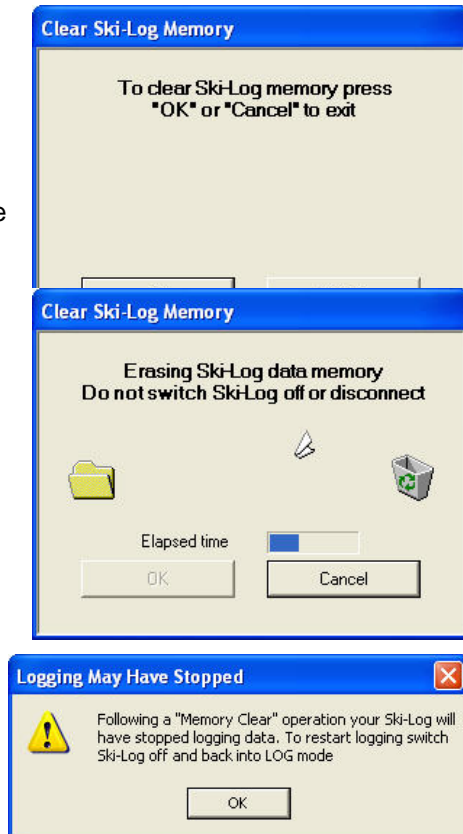 Clear Ski-Log Memory
To clear Ski-Log memory press
"OK" or "Cancel" to exit
e
Clear Ski-Log Memory
Erasing Ski-Log data memory
Do not switch Ski-Log off or disconnect
Elapsed time
OK
Cancel
Logging May Have Stopped
Following a "Memory Clear" operation your Ski-Log will
have stopped logging data. To restart logging switch
Ski-Log off and back into LOG mode
OK